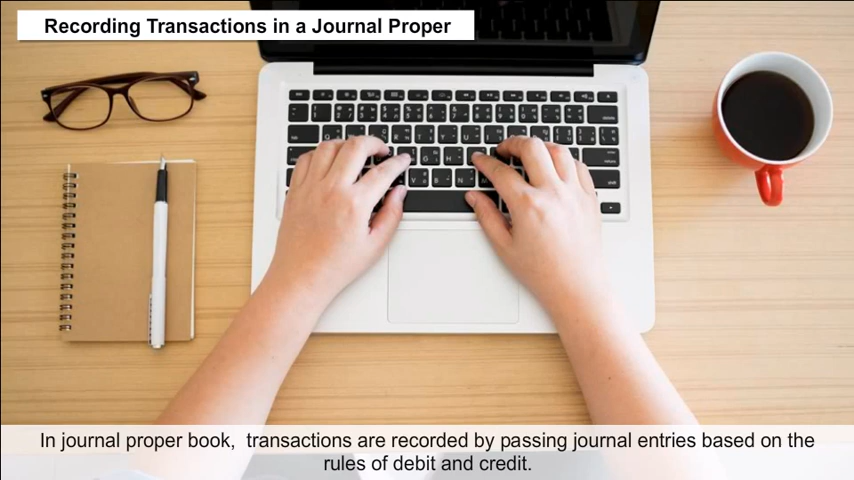 Recording Transactions in a Journal Proper
In journal proper book,  transactions are recorded by passing journal entries based on the
rules of debit and credit.